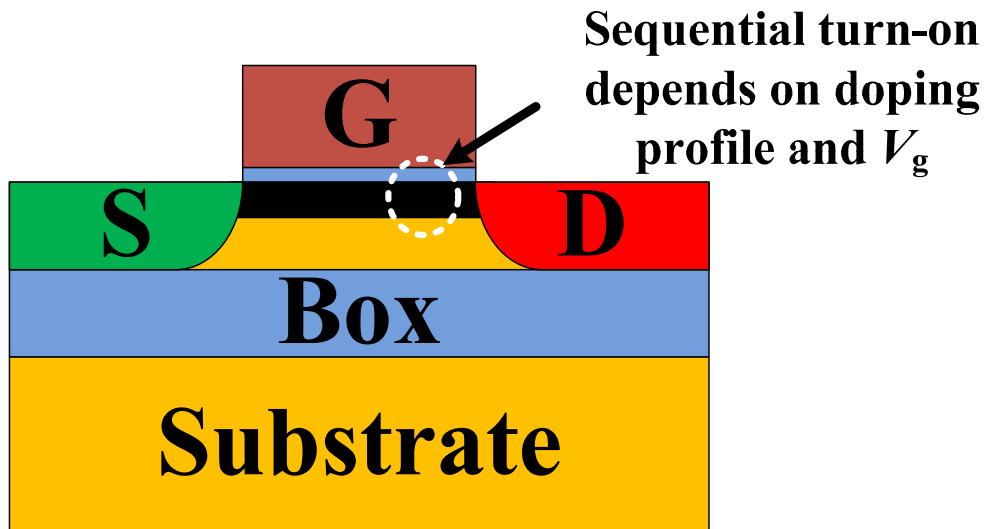 Sequential turn-on
depends on doping
profile and Vg
G
S
D
Box
Substrate